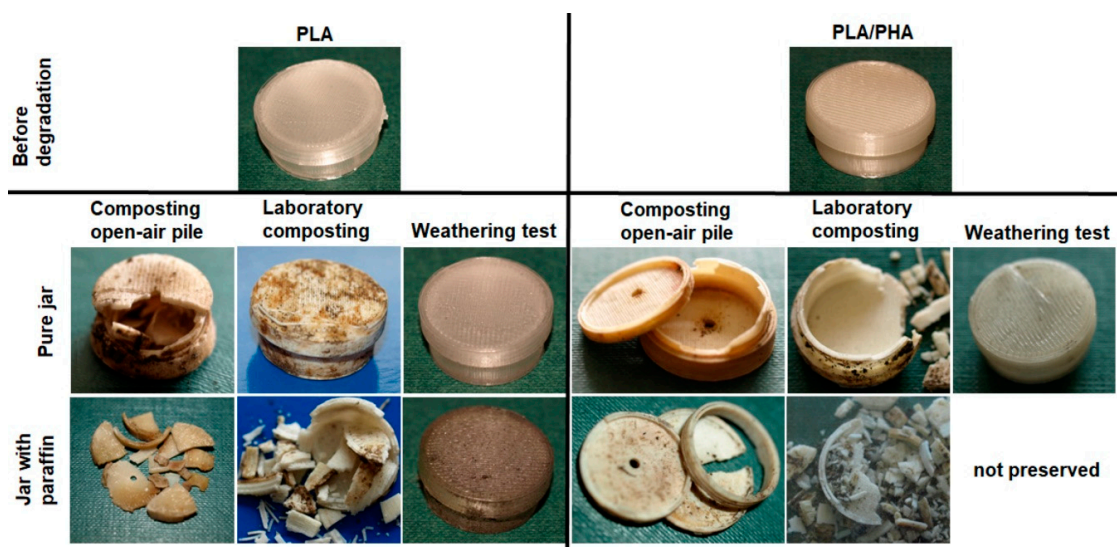 PLA
PLA/PHA
Before
degradation
Composting
open-air pile
Laboratory
composting
Weathering test
Composting
open-air pile
Laboratory
composting
Weathering test
Pure jar
Jar with
paraffin
not preserved